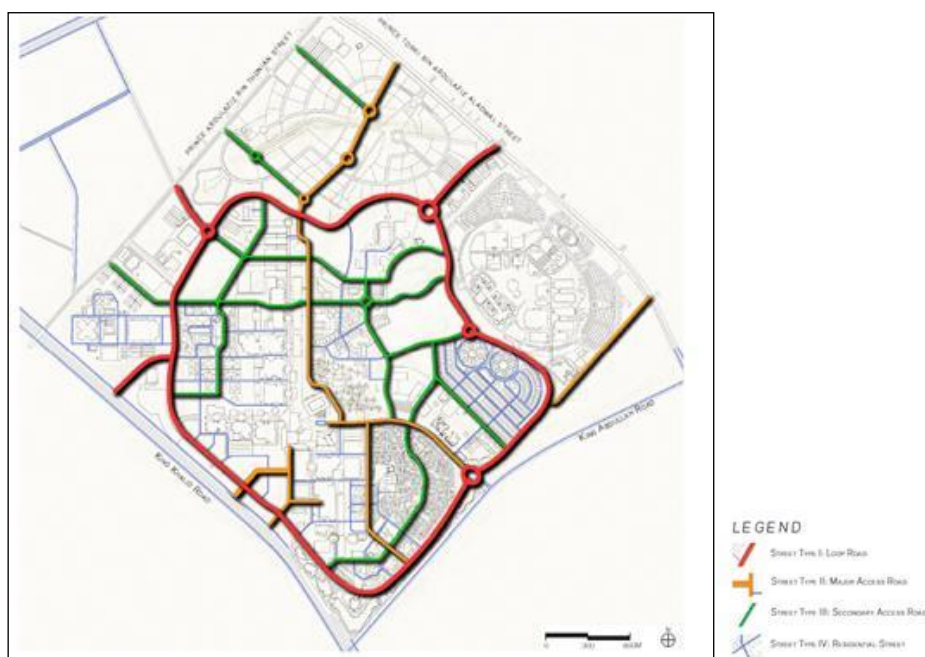 PRINCE ABDULAZIZ BIN THUNIAN STREET
PRINCE TURKI BIN ABDULAZIZ ALAWWAL STREET
KING ABDULLAH ROAD
KING KHALID ROAD
LEGEND
STREET TYPE I: LOOP ROAD
STREET TYPE II: MAJOR ACCESS ROAD
STREET TYPE III: SECONDARY ACCESS ROAD
STREET TYPE IV: RESIDENTIAL STREET
0